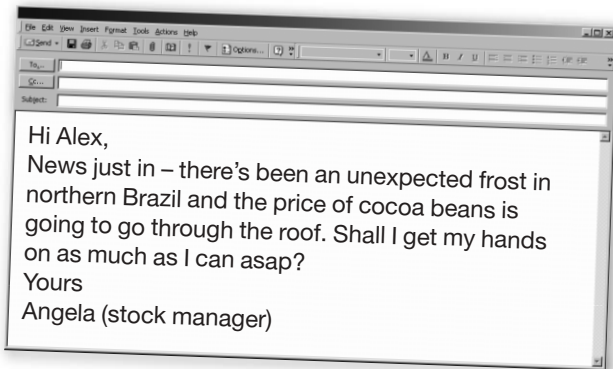 File Edit View Insert Format Tools Actions Help
Send Options...
To...
Cc...
Subject:
Hi Alex,
News just in – there's been an unexpected frost in
northern Brazil and the price of cocoa beans is
going to go through the roof. Shall I get my hands
on as much as I can asap?
Yours
Angela (stock manager)